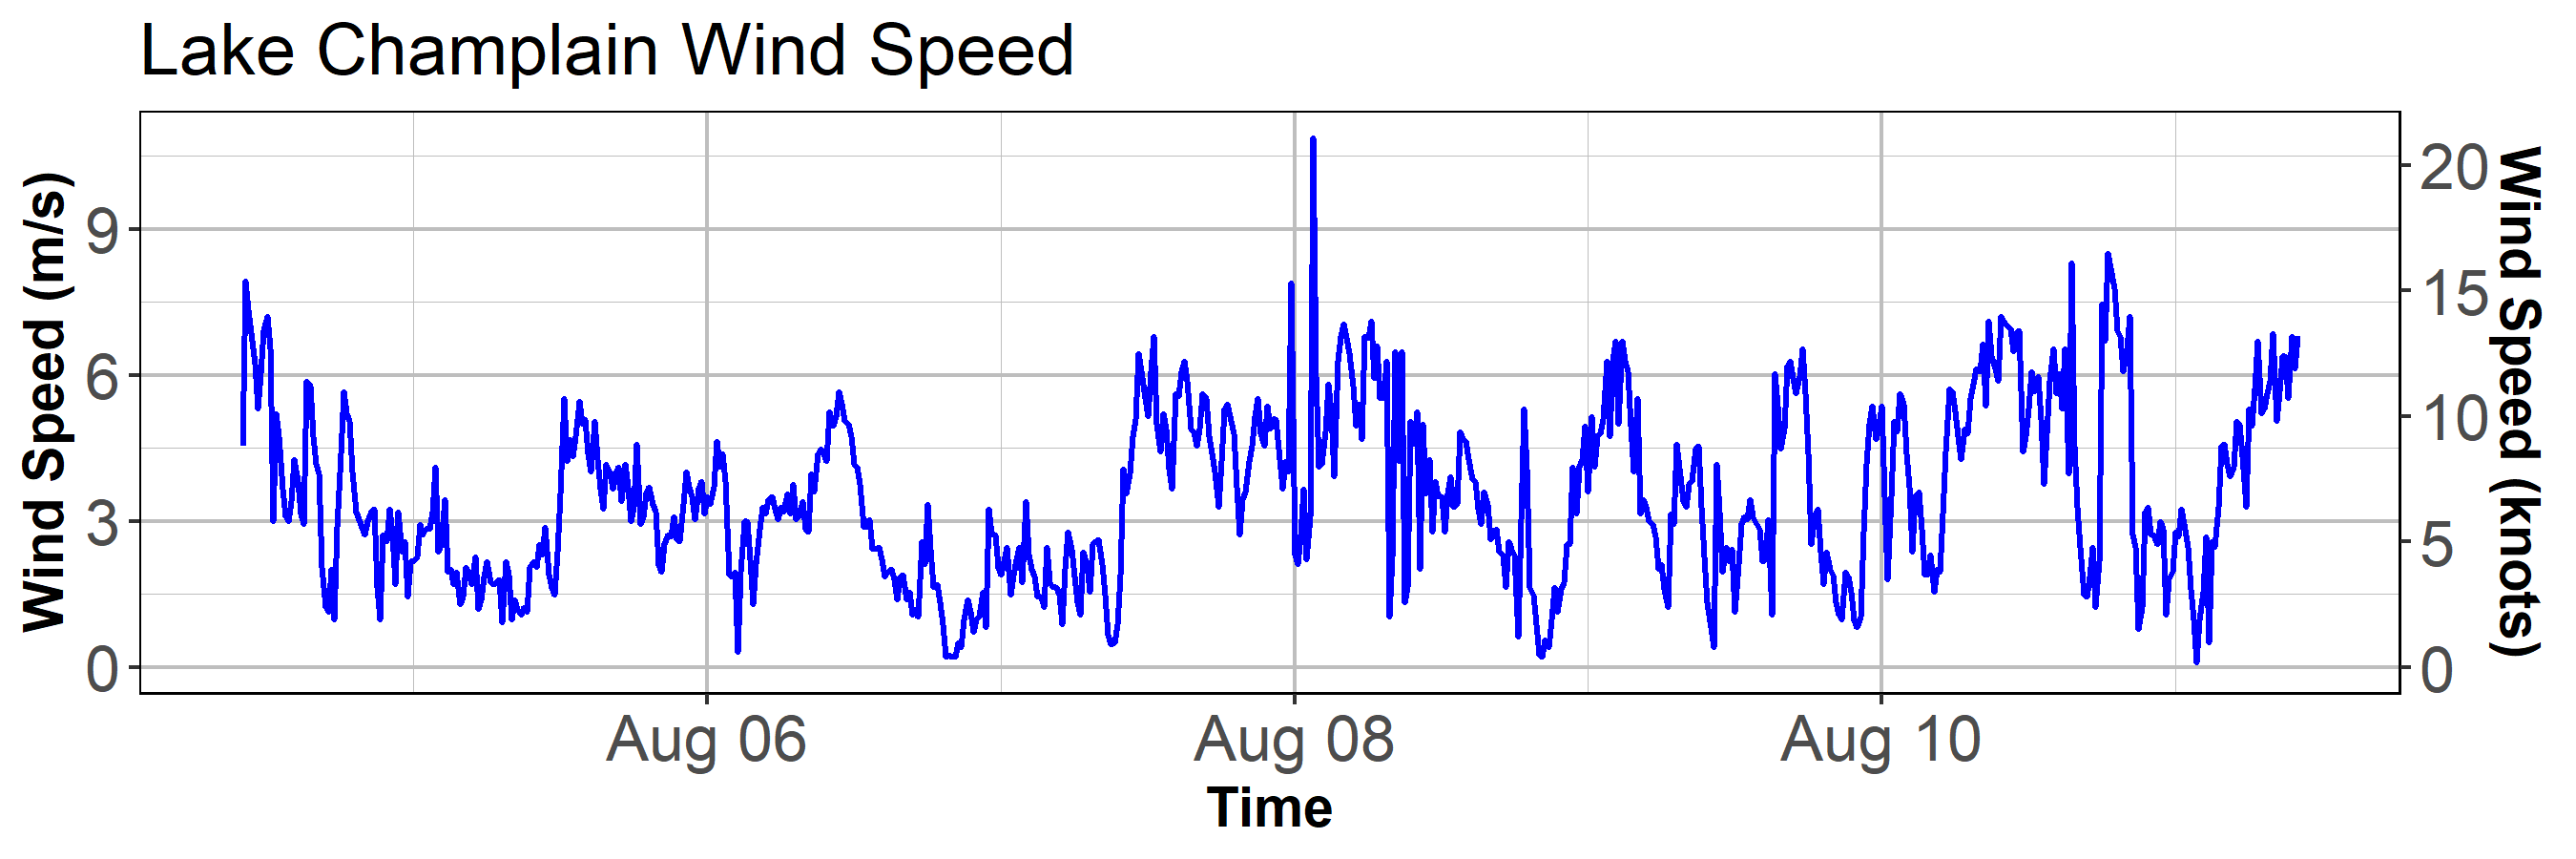 Lake Champlain Wind Speed
Wind Speed (m/s)
9
6
3
0
20
15
10
5
0
Wind Speed (knots)
Aug 06
Aug 08
Aug 10
Time